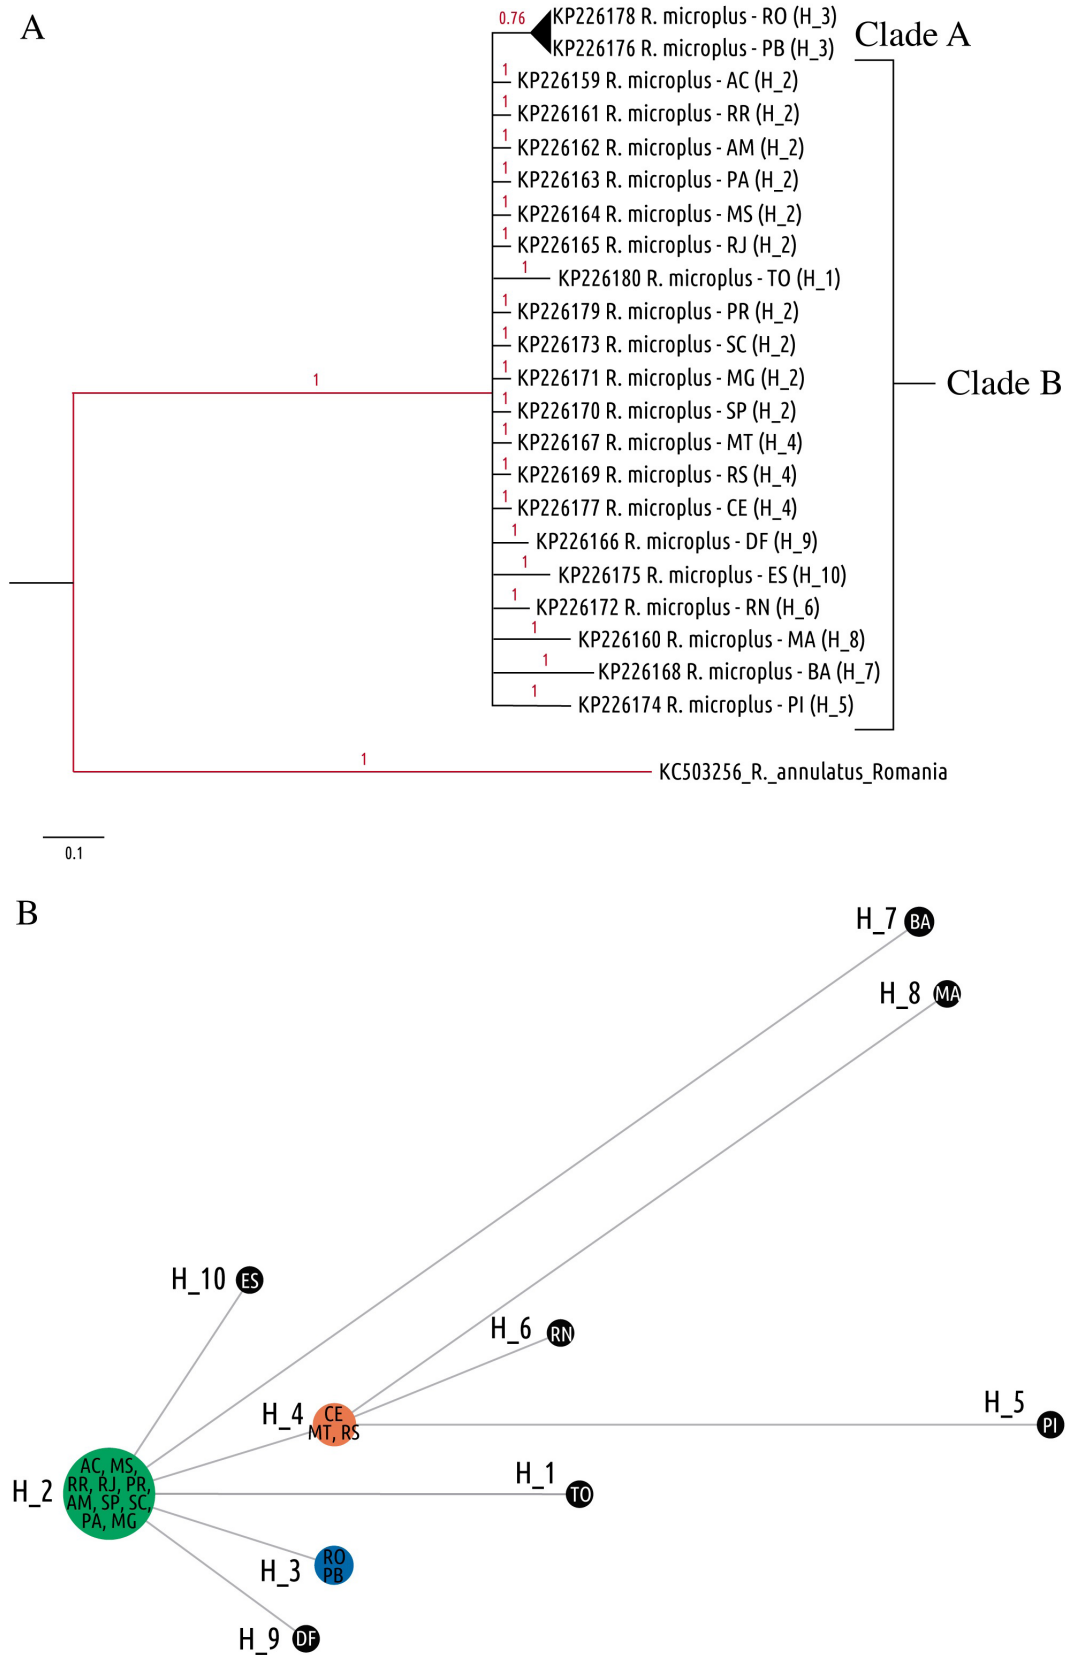 A
0.76
KP226178 R. microplus - RO (H_3)
KP226176 R. microplus - PB (H_3)
Clade A
1
KP226159 R. microplus - AC (H_2)
1
KP226161 R. microplus - RR (H_2)
1
KP226162 R. microplus - AM (H_2)
1
KP226163 R. microplus - PA (H_2)
1
KP226164 R. microplus - MS (H_2)
1
KP226165 R. microplus - RJ (H_2)
1
KP226180 R. microplus - TO (H_1)
1
KP226179 R. microplus - PR (H_2)
1
KP226173 R. microplus - SC (H_2)
1
KP226171 R. microplus - MG (H_2)
1
Clade B
1
KP226170 R. microplus - SP (H_2)
1
KP226167 R. microplus - MT (H_4)
1
KP226169 R. microplus - RS (H_4)
1
KP226177 R. microplus - CE (H_4)
1
KP226166 R. microplus - DF (H_9)
1
KP226175 R. microplus - ES (H_10)
1
KP226172 R. microplus - RN (H_6)
1
KP226160 R. microplus - MA (H_8)
1
KP226168 R. microplus - BA (H_7)
1
KP226174 R. microplus - PI (H_5)
1
KC503256_R._annulatus_Romania
0.1
B
H_7 BA
H_8 MA
H_10 ES
H_6 RN
H_5 PI
H_4
CE
MT, RS
H_1 TO
H_2
AC, MS,
RR, RJ, PR,
AM, SP, SC,
PA, MG
H_3
RO
PB
H_9 DF